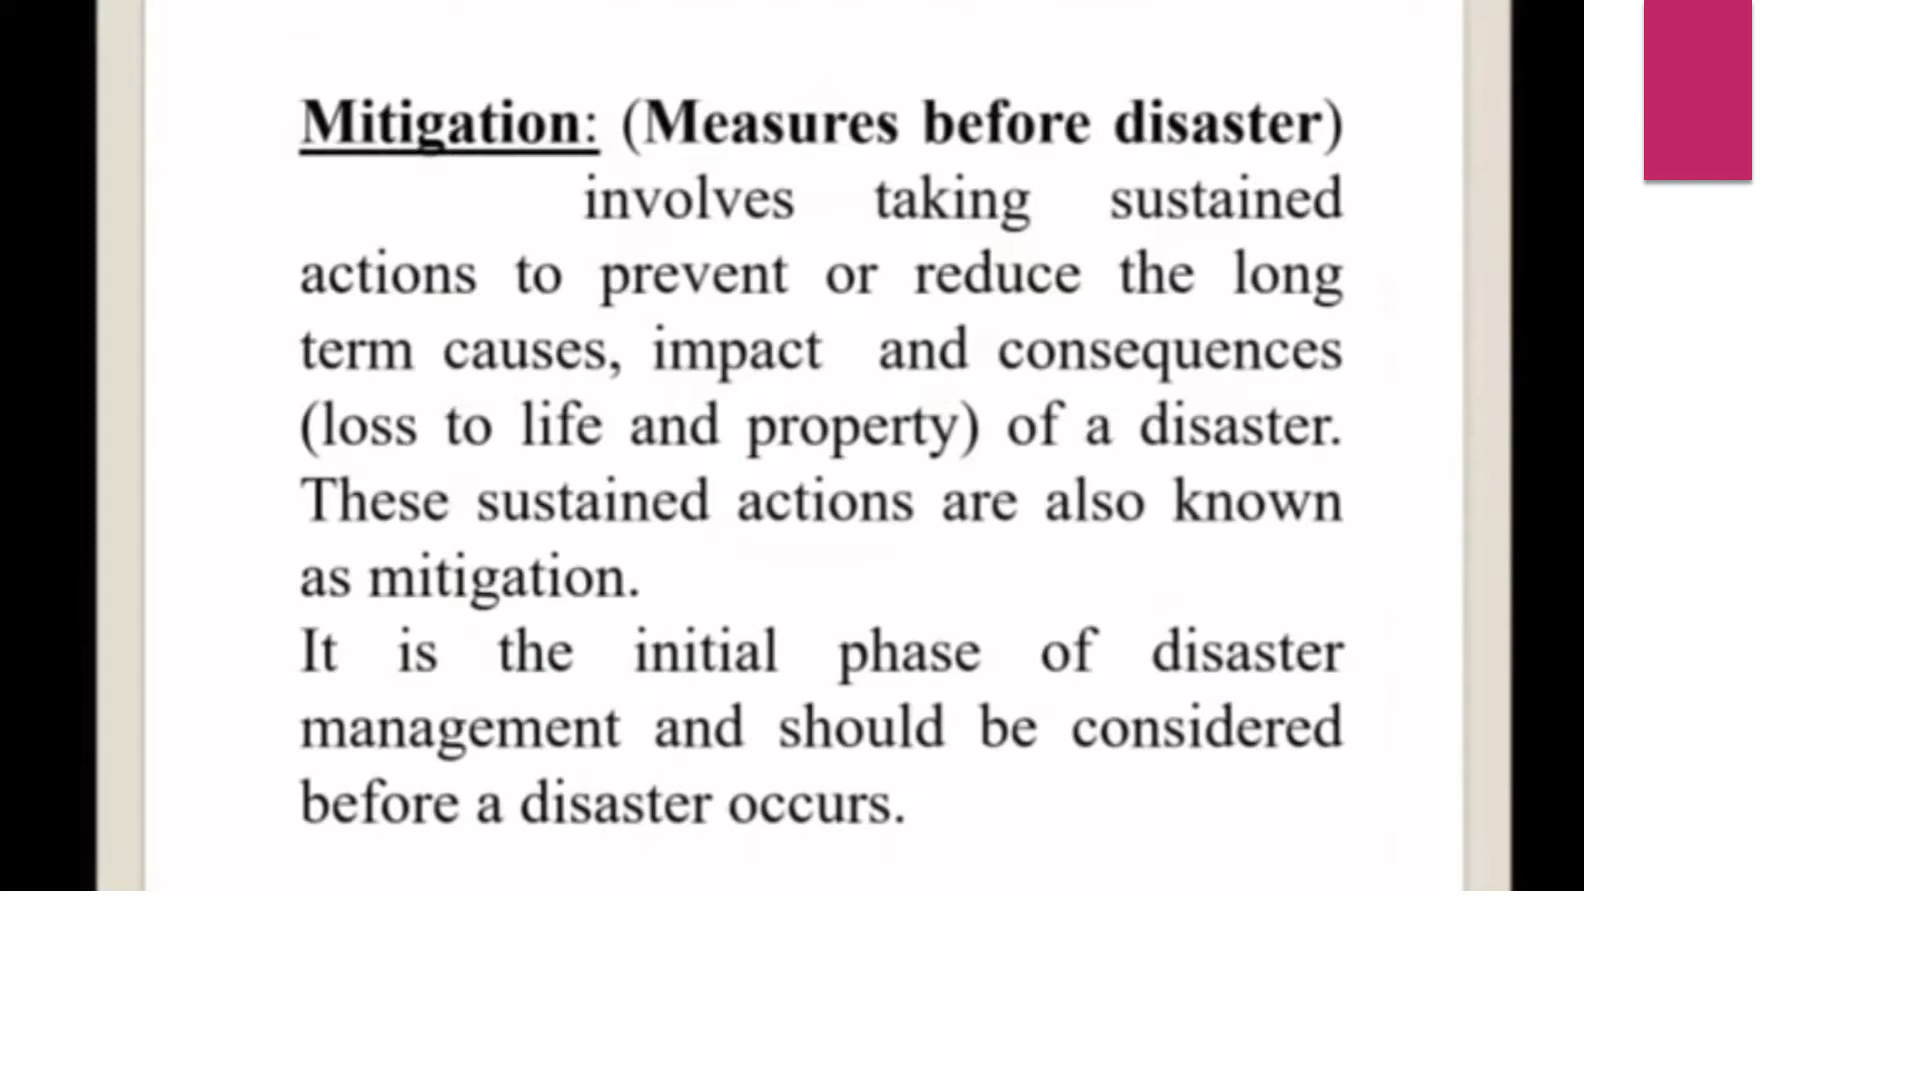 Mitigation: (Measures before disaster)
involves taking sustained
actions to prevent or reduce the long
term causes, impact and consequences
(loss to life and property) of a disaster.
These sustained actions are also known
as mitigation.
It is the initial phase of disaster
management and should be considered
before a disaster occurs.